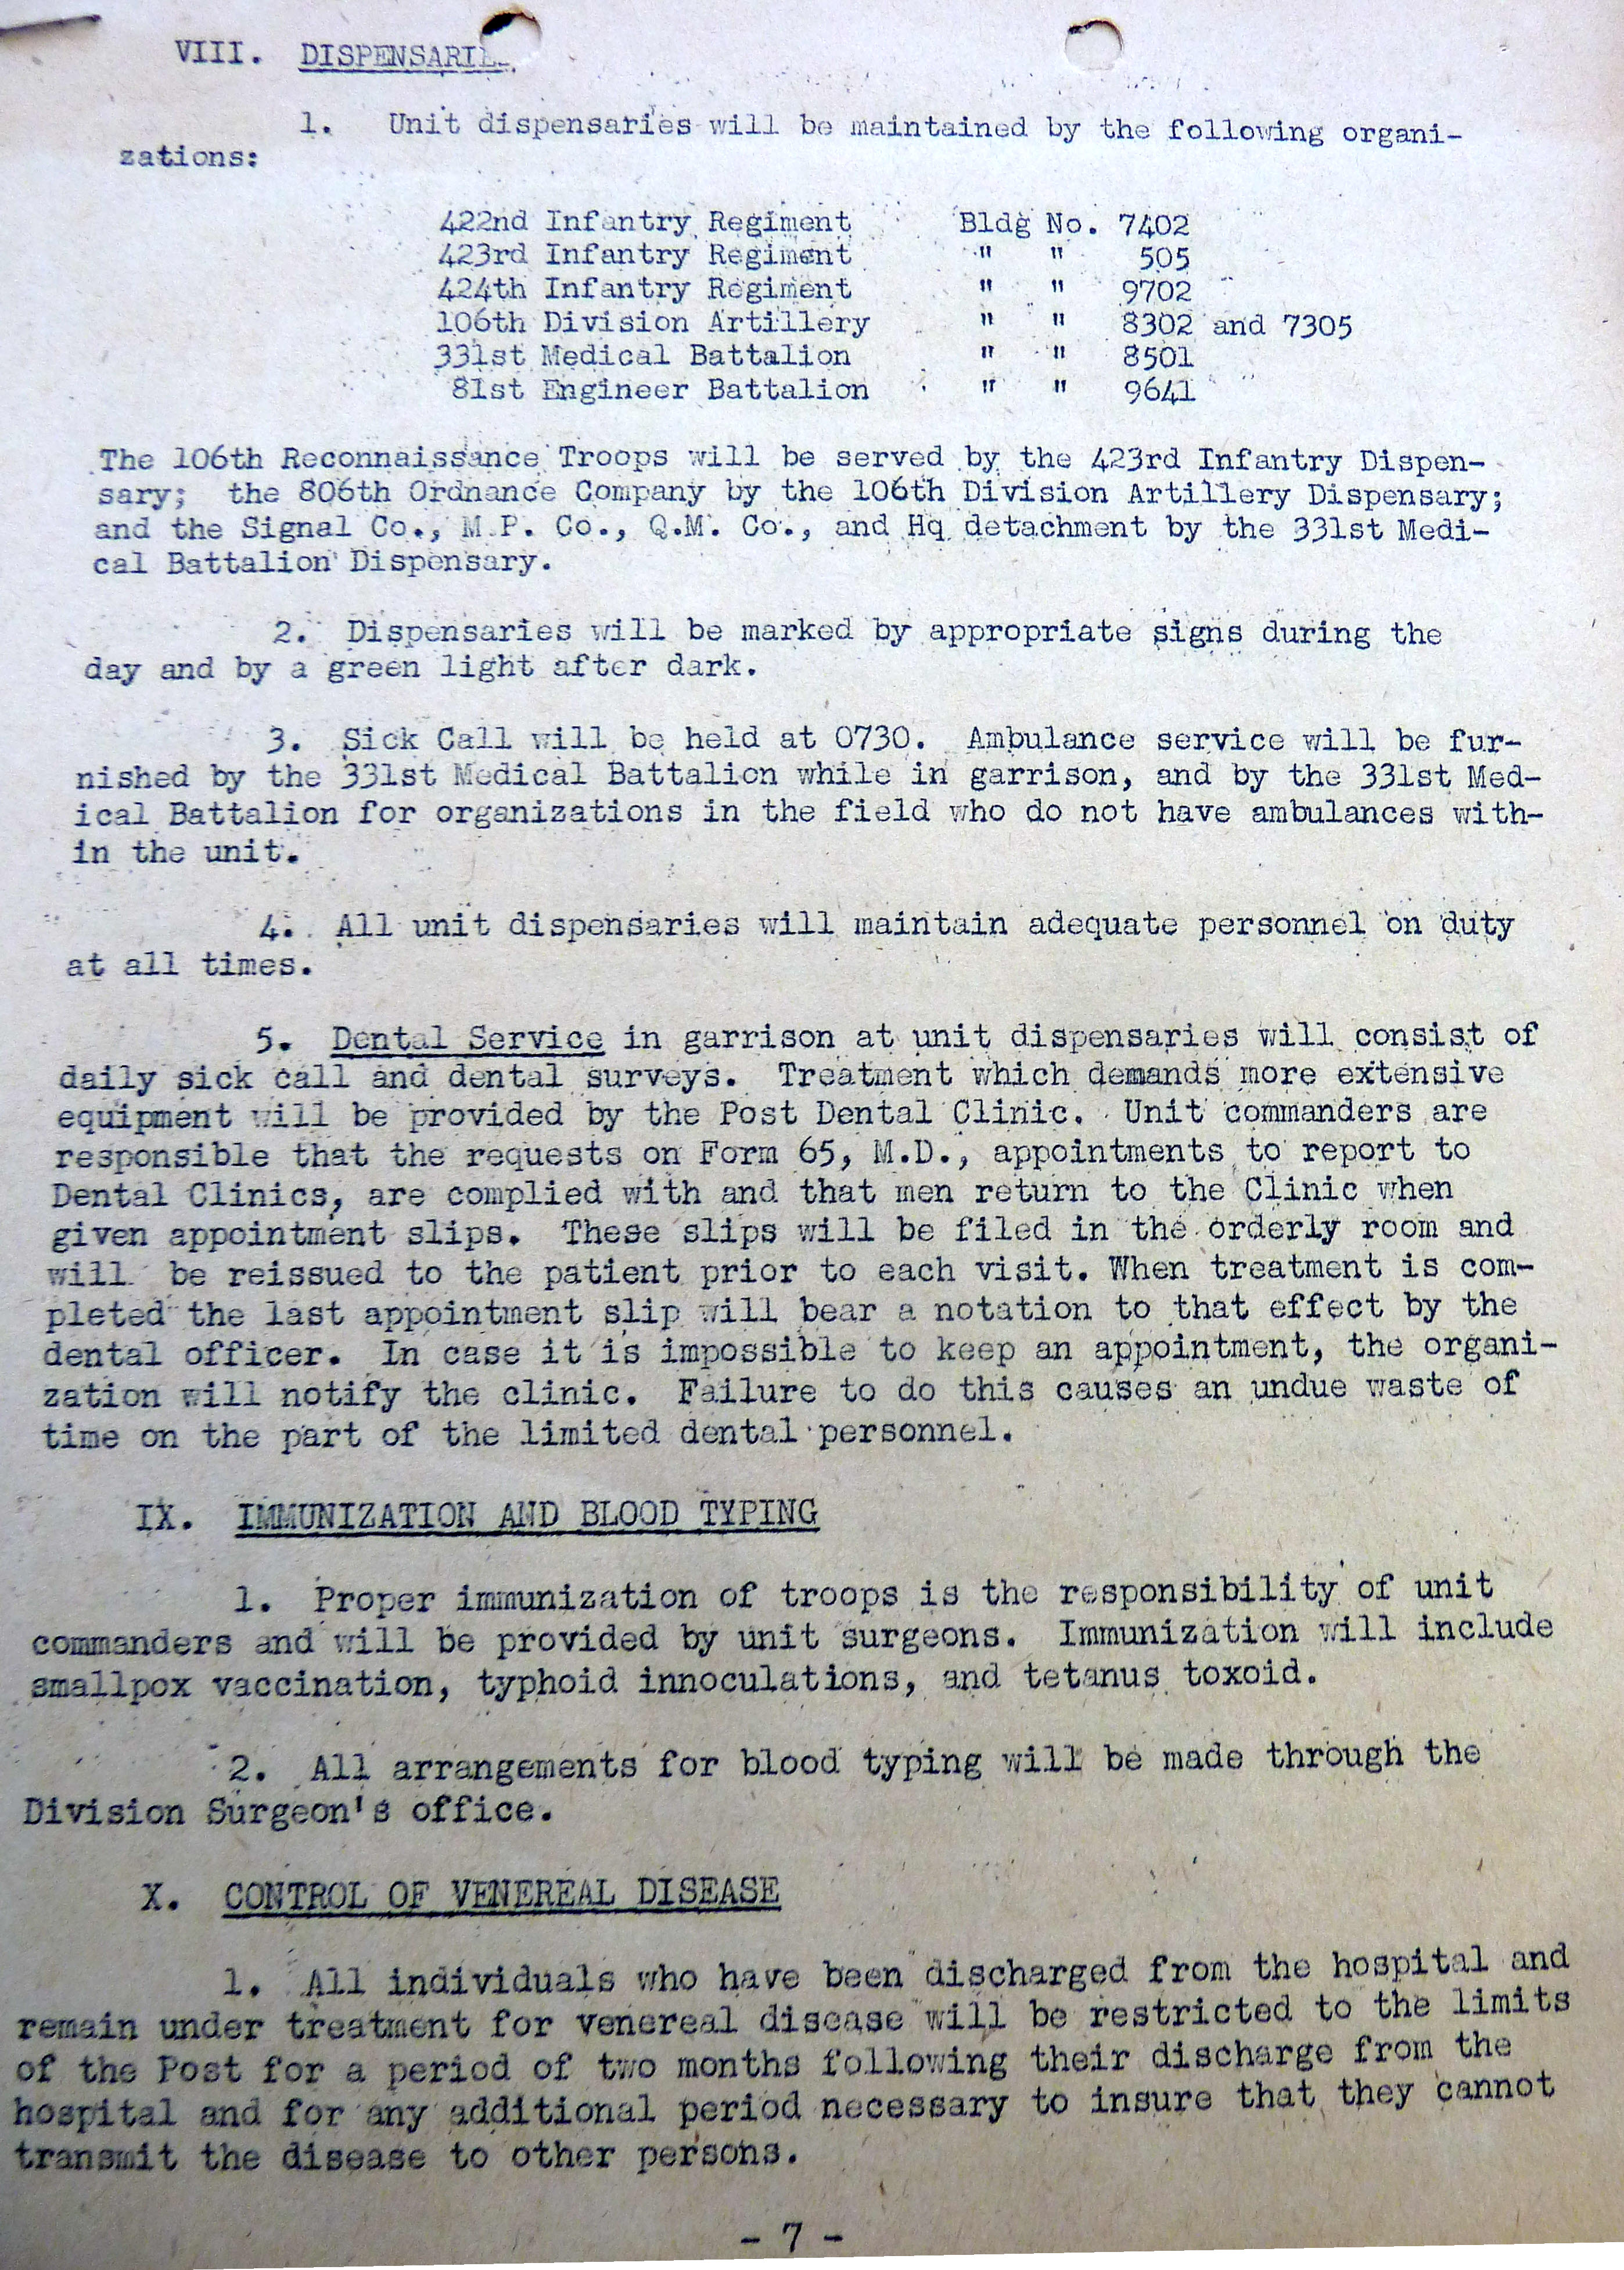 VIII. DISPENSARIE
1. Unit dispensaries will be maintained by the following organi-
zations:
422nd Infantry Regiment Bldg No. 7402
423rd Infantry Regiment " " 505
424th Infantry Regiment " " 9702
106th Division Artillery " " 8302 and 7305
331st Medical Battalion " " 8501
81st Engineer Battalion " " 9641
The 106th Reconnaissance Troops will be served by the 423rd Infantry Dispen-
sary; the 806th Ordnance Company by the 106th Division Artillery Dispensary;
and the Signal Co., M.P. Co., Q.M. Co., and Hq detachment by the 331st Medi-
cal Battalion Dispensary.
2. Dispensaries will be marked by appropriate signs during the
day and by a green light after dark.
3. Sick Call will be held at 0730. Ambulance service will be fur-
nished by the 331st Medical Battalion while in garrison, and by the 331st Med-
ical Battalion for organizations in the field who do not have ambulances with-
in the unit.
4. All unit dispensaries will maintain adequate personnel on duty
at all times.
5. Dental Service in garrison at unit dispensaries will consist of
daily sick call and dental surveys. Treatment which demands more extensive
equipment will be provided by the Post Dental Clinic. Unit commanders are
responsible that the requests on Form 65, M.D., appointments to report to
Dental Clinics, are complied with and that men return to the Clinic when
given appointment slips. These slips will be filed in the orderly room and
will be reissued to the patient prior to each visit. When treatment is com-
pleted the last appointment slip will bear a notation to that effect by the
dental officer. In case it is impossible to keep an appointment, the organi-
zation will notify the clinic. Failure to do this causes an undue waste of
time on the part of the limited dental personnel.
IX. IMMUNIZATION AND BLOOD TYPING
1. Proper immunization of troops is the responsibility of unit
commanders and will be provided by unit surgeons. Immunization will include
smallpox vaccination, typhoid innoculations, and tetanus toxoid.
2. All arrangements for blood typing will be made through the
Division Surgeon's office.
X. CONTROL OF VENEREAL DISEASE
1. All individuals who have been discharged from the hospital and
remain under treatment for venereal disease will be restricted to the limits
of the Post for a period of two months following their discharge from the
hospital and for any additional period necessary to insure that they cannot
transmit the disease to other persons.
- 7 -